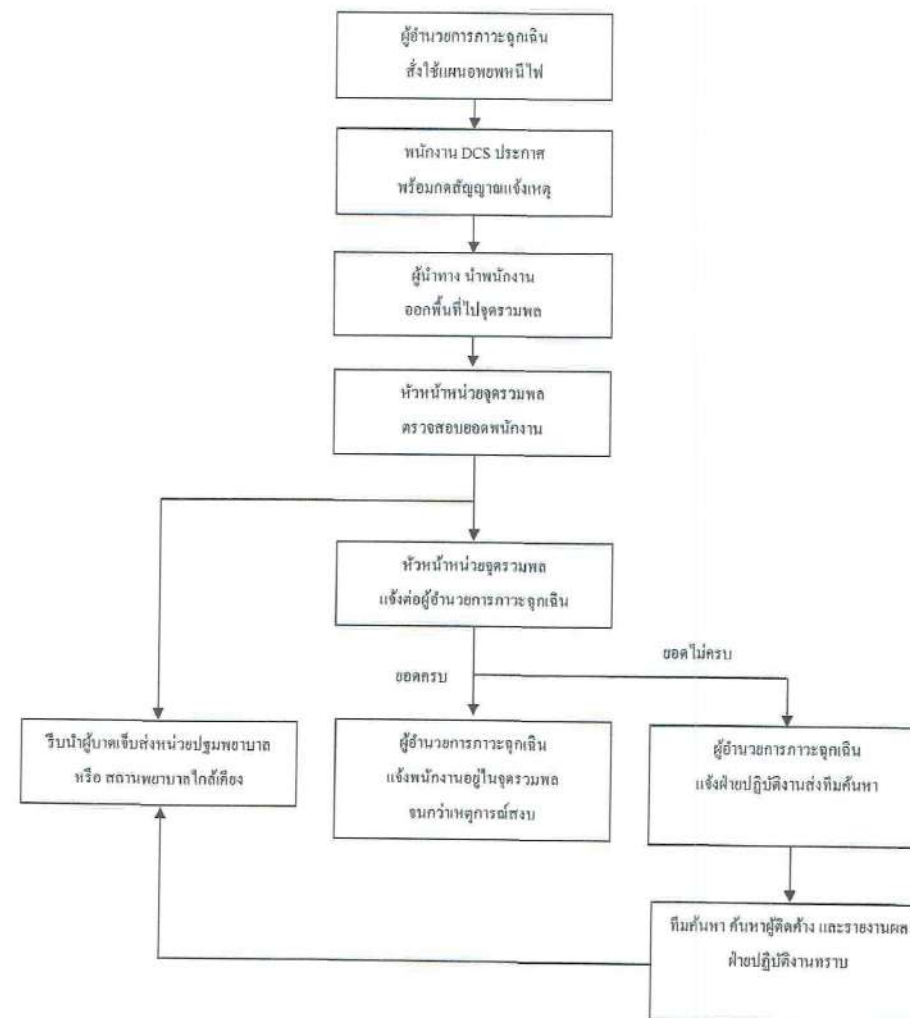 ผู้อำนวยการภาวะฉุกเฉิน
สั่งใช้แผนอพยพหนีไฟ
พนักงาน DCS ประกาศ
พร้อมกดสัญญาณแจ้งเหตุ
ผู้นำทาง นำพนักงาน
ออกพื้นที่ไปจุดรวมพล
หัวหน้าหน่วยจุดรวมพล
ตรวจสอบยอดพนักงาน
หัวหน้าหน่วยจุดรวมพล
แจ้งต่อผู้อำนวยการภาวะฉุกเฉิน
ยอดครบ
ยอดไม่ครบ
รีบนำผู้บาดเจ็บส่งหน่วยปฐมพยาบาล
หรือ สถานพยาบาลใกล้เคียง
ผู้อำนวยการภาวะฉุกเฉิน
แจ้งพนักงานอยู่ในจุดรวมพล
จนกว่าเหตุการณ์สงบ
ผู้อำนวยการภาวะฉุกเฉิน
แจ้งฝ่ายปฏิบัติงานส่งทีมค้นหา
ทีมค้นหา ค้นหาผู้ติดค้าง และรายงานผล
ฝ่ายปฏิบัติงานทราบ